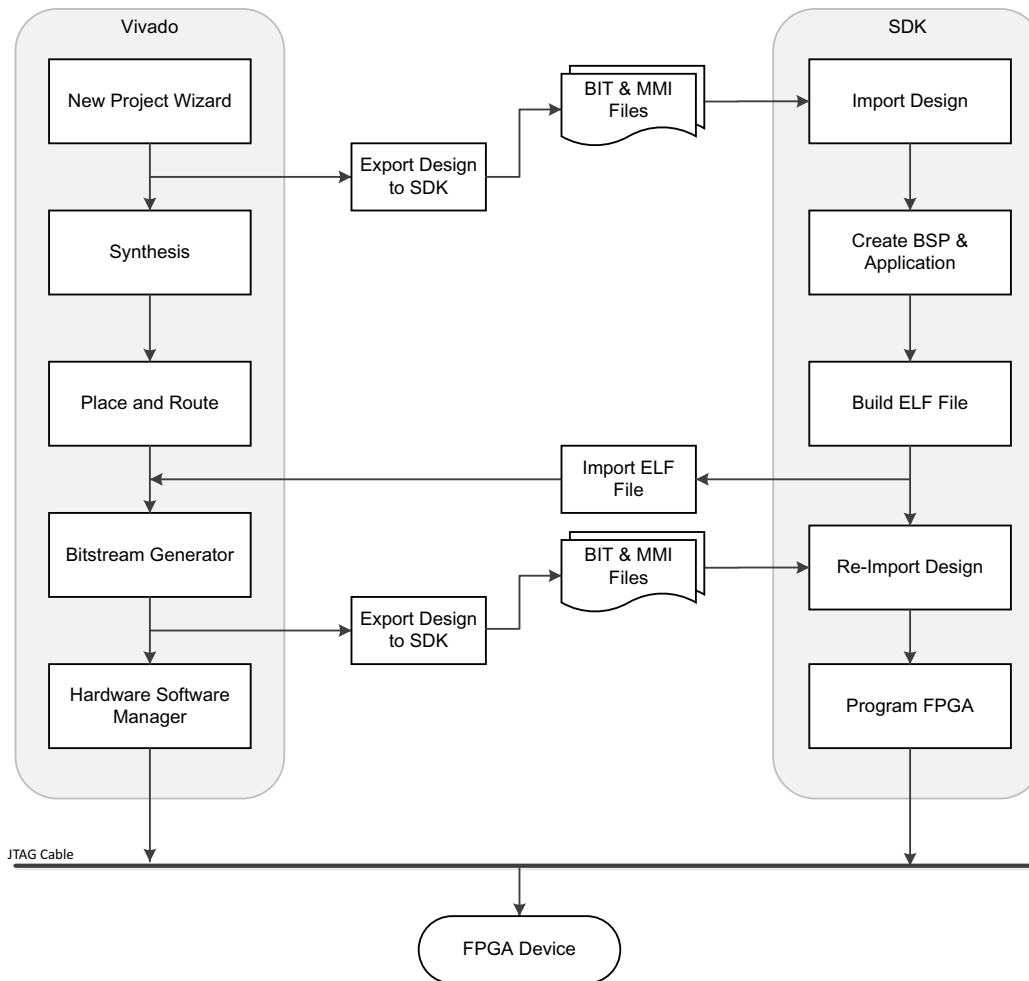 Vivado
SDK
New Project Wizard
BIT & MMI
Files
Import Design
Export Design
to SDK
Synthesis
Create BSP &
Application
Place and Route
Build ELF File
Import ELF
File
Bitstream Generator
BIT & MMI
Files
Re-Import Design
Export Design
to SDK
Hardware Software
Manager
Program FPGA
JTAG Cable
FPGA Device